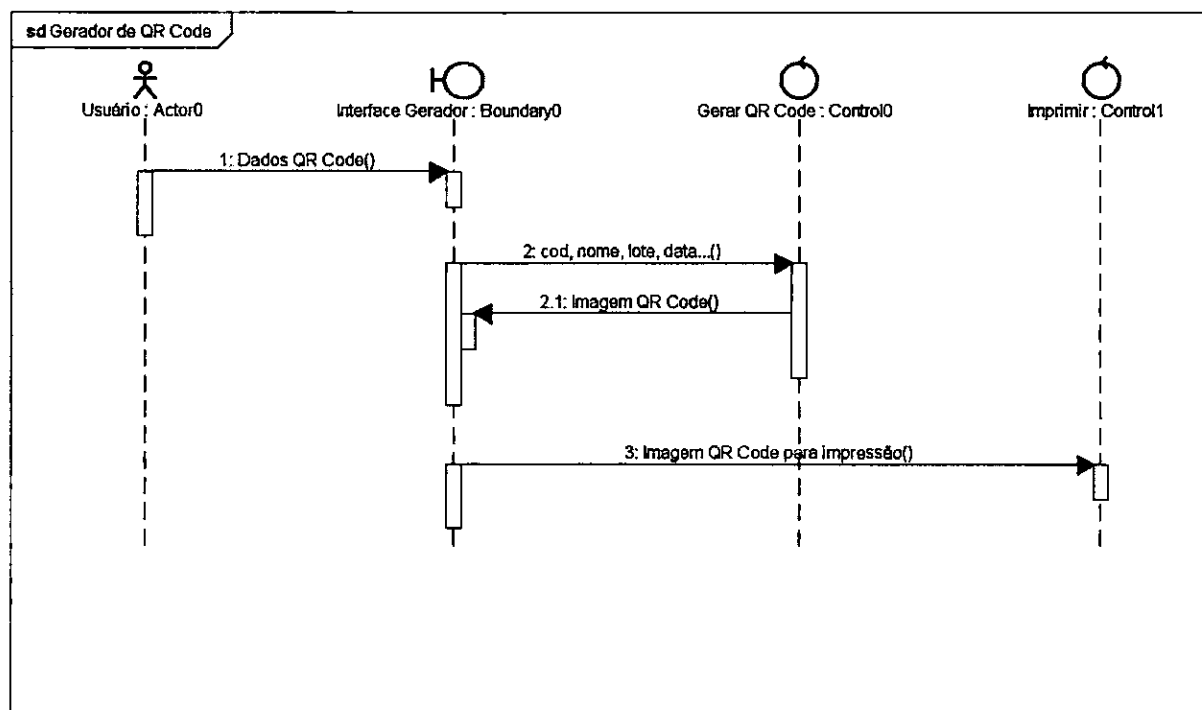 sd Gerador de QR Code
Usuário : Actor0
Interface Gerador : Boundary0
Gerar QR Code : Control0
Imprimir : Control1
1: Dados QR Code()
2: cod, nome, lote, data...()
2.1: Imagem QR Code()
3: Imagem QR Code para impressão()